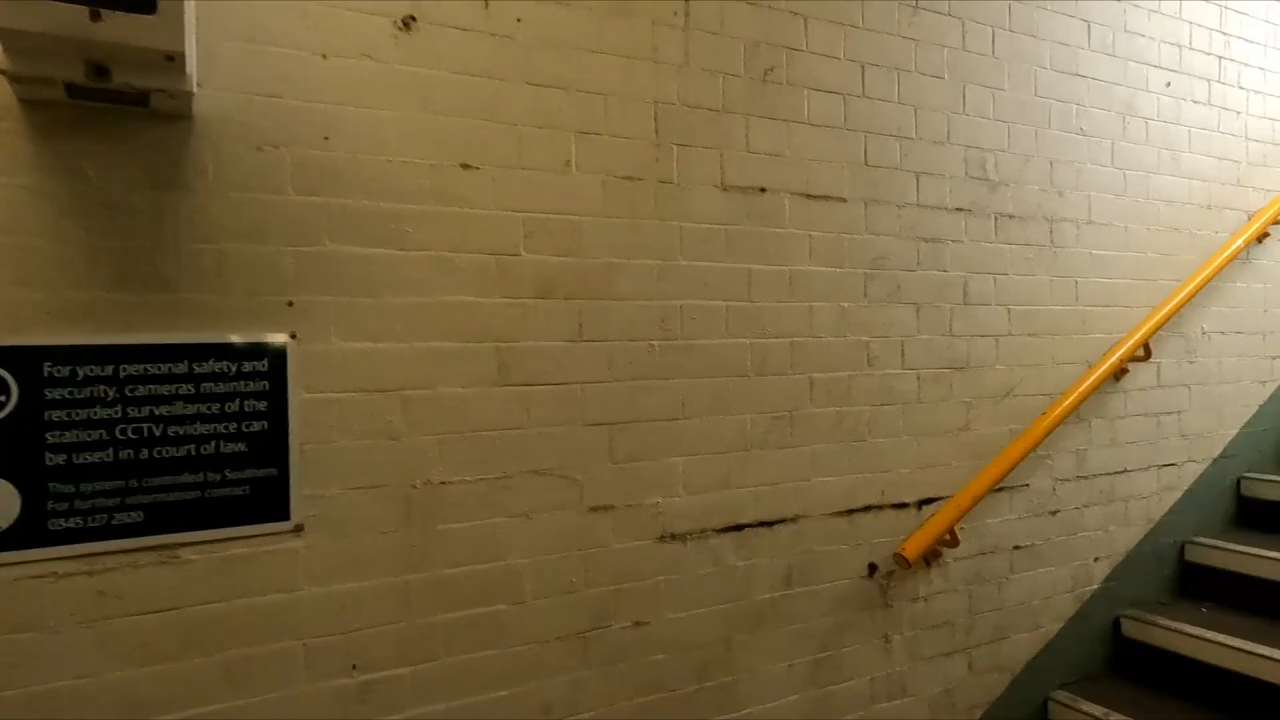 For your personal safety and
security, cameras maintain
recorded surveillance of the
station. CCTV evidence can
be used in a court of law.
This system is controlled by Southern
For further information contact
0345 127 2920